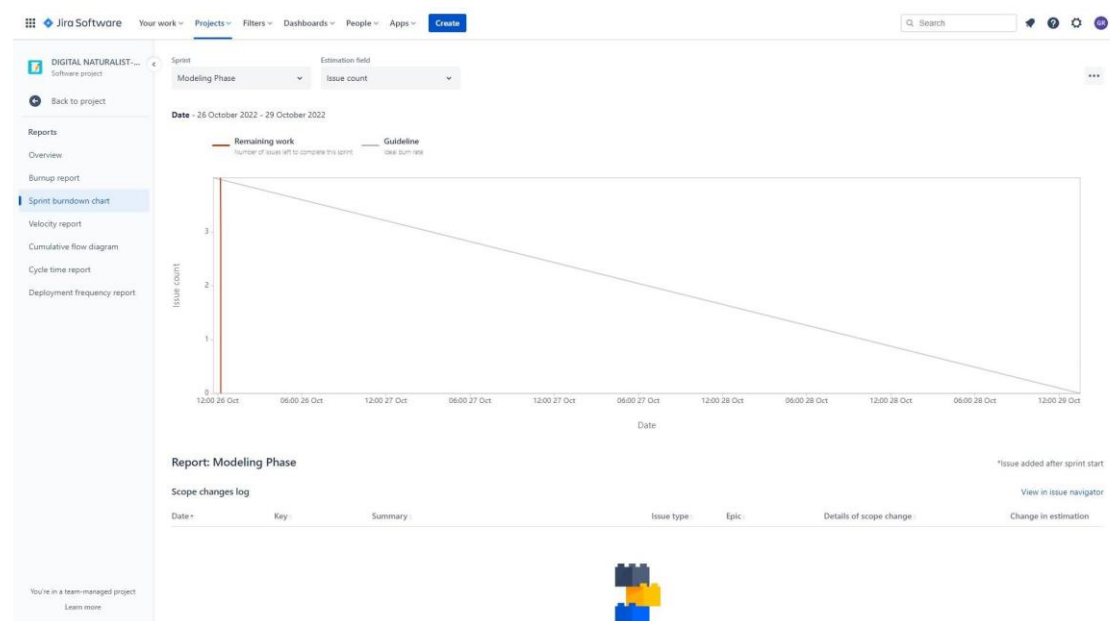 Jira Software Your work Projects Filters Dashboards People Apps Create Search GR
DIGITAL NATURALIST-...
Software project
Back to project
Reports
Overview
Burnup report
Sprint burndown chart
Velocity report
Cumulative flow diagram
Cycle time report
Deployment frequency report
You're in a team-managed project
Learn more
Sprint Estimation field
Modeling Phase Issue count
Date - 26 October 2022 - 29 October 2022
Remaining work Guideline
Number of issues left to complete this sprint Ideal burn rate
3
2
1
0
Issue count
12:00 26 Oct 06:00 26 Oct 12:00 27 Oct 06:00 27 Oct 12:00 27 Oct 06:00 27 Oct 12:00 28 Oct 06:00 28 Oct 12:00 28 Oct 06:00 28 Oct 12:00 29 Oct
Date
Report: Modeling Phase *Issue added after sprint start
Scope changes log View in issue navigator
Date Key Summary Issue type Epic Details of scope change Change in estimation